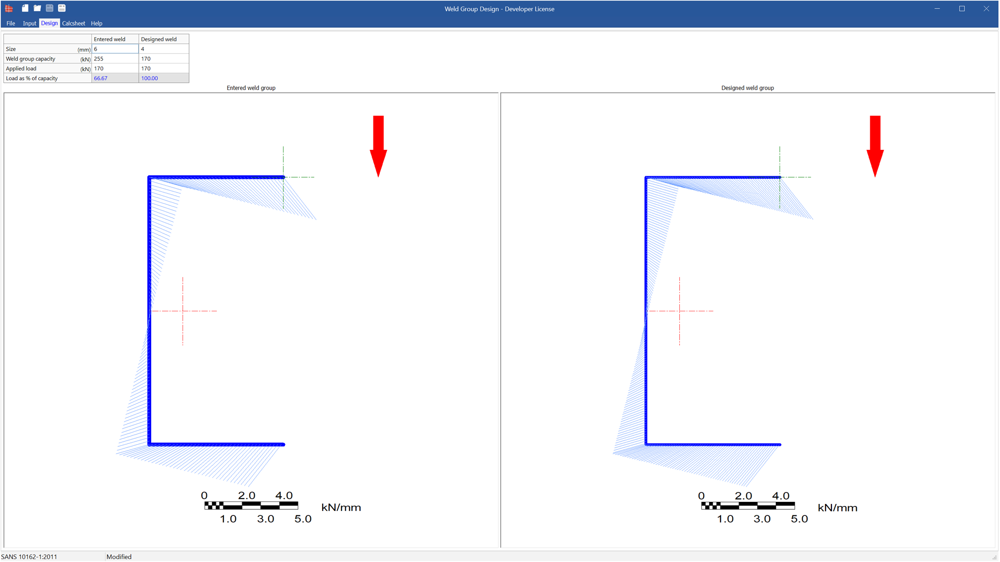 Weld Group Design - Developer License
File Input Design Calcsheet Help
Entered weld Designed weld
Size (mm) 6 4
Weld group capacity (kN) 255 170
Applied load (kN) 170 170
Load as % of capacity 66.67 100.00
Entered weld group Designed weld group
0 2.0 4.0
kN/mm
1.0 3.0 5.0
0 2.0 4.0
kN/mm
1.0 3.0 5.0
SANS 10162-1:2011 Modified